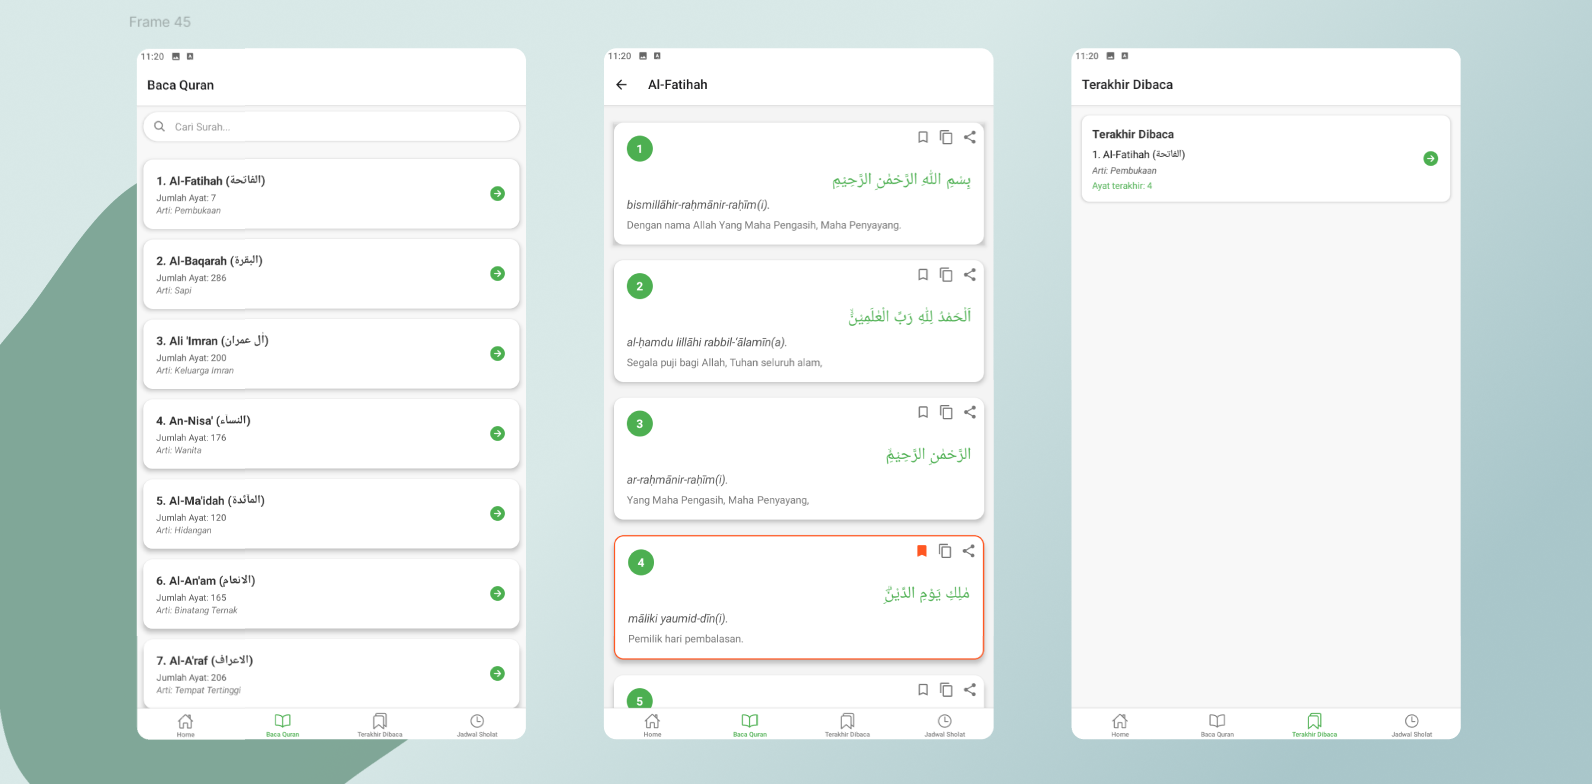 Frame 45
11:20
Baca Quran
Cari Surah...
1. Al-Fatihah (الفاتحة)
Jumlah Ayat: 7
Arti: Pembukaan
2. Al-Baqarah (البقرة)
Jumlah Ayat: 286
Arti: Sapi
3. Ali 'Imran (اٰل عمران)
Jumlah Ayat: 200
Arti: Keluarga Imran
4. An-Nisa' (النساۤء)
Jumlah Ayat: 176
Arti: Wanita
5. Al-Ma'idah (الماۤئدة)
Jumlah Ayat: 120
Arti: Hidangan
6. Al-An'am (الانعام)
Jumlah Ayat: 165
Arti: Binatang Ternak
7. Al-A'raf (الاعراف)
Jumlah Ayat: 206
Arti: Tempat Tertinggi
Home
Baca Quran
Terakhir Dibaca
Jadwal Sholat
11:20
Al-Fatihah
1
بِسْمِ اللّٰهِ الرَّحْمٰنِ الرَّحِيْمِ
bismillāhir-raḥmānir-raḥīm(i).
Dengan nama Allah Yang Maha Pengasih, Maha Penyayang.
2
اَلْحَمْدُ لِلّٰهِ رَبِّ الْعٰلَمِيْنَۙ
al-ḥamdu lillāhi rabbil-‘ālamīn(a).
Segala puji bagi Allah, Tuhan seluruh alam,
3
الرَّحْمٰنِ الرَّحِيْمِۙ
ar-raḥmānir-raḥīm(i).
Yang Maha Pengasih, Maha Penyayang,
4
مٰلِكِ يَوْمِ الدِّيْنِۗ
māliki yaumid-dīn(i).
Pemilik hari pembalasan.
5
Home
Baca Quran
Terakhir Dibaca
Jadwal Sholat
11:20
Terakhir Dibaca
Terakhir Dibaca
1. Al-Fatihah (الفاتحة)
Arti: Pembukaan
Ayat terakhir: 4
Home
Baca Quran
Terakhir Dibaca
Jadwal Sholat